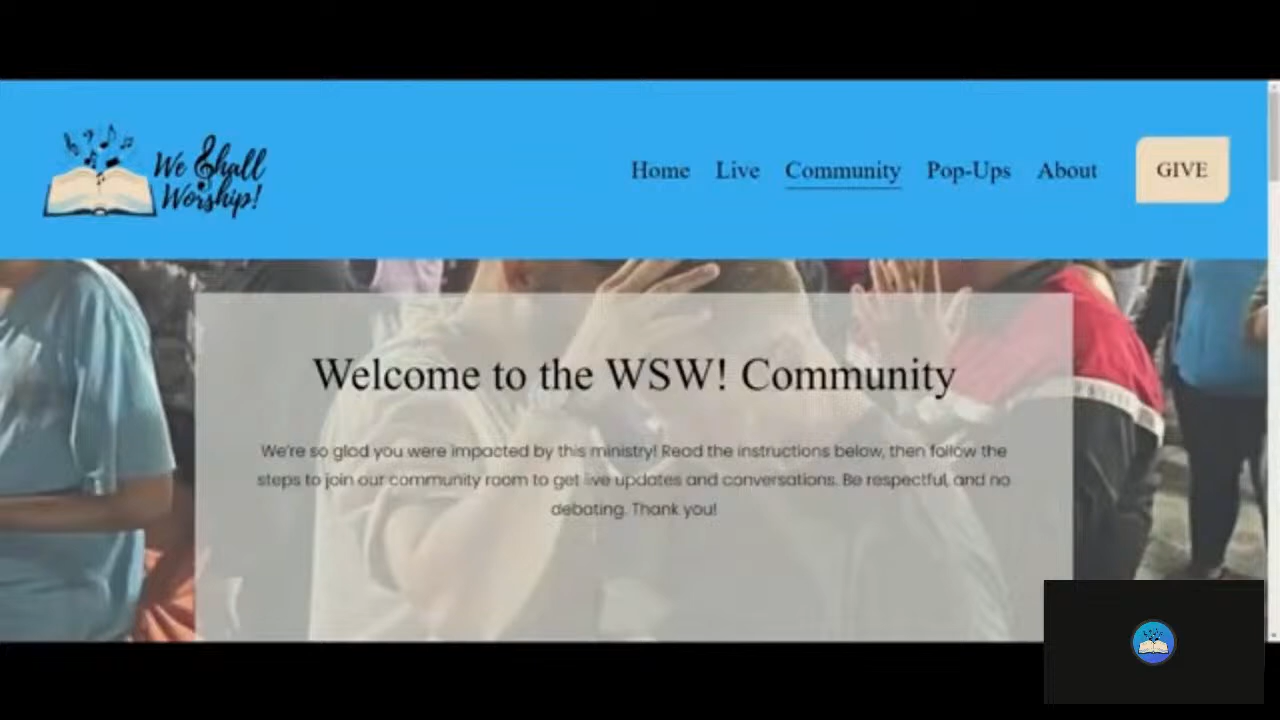 We Shall
Worship!
Home Live Community Pop-Ups About GIVE
Welcome to the WSW! Community
We're so glad you were impacted by this ministry! Read the instructions below, then follow the
steps to join our community room to get live updates and conversations. Be respectful, and no
debating. Thank you!